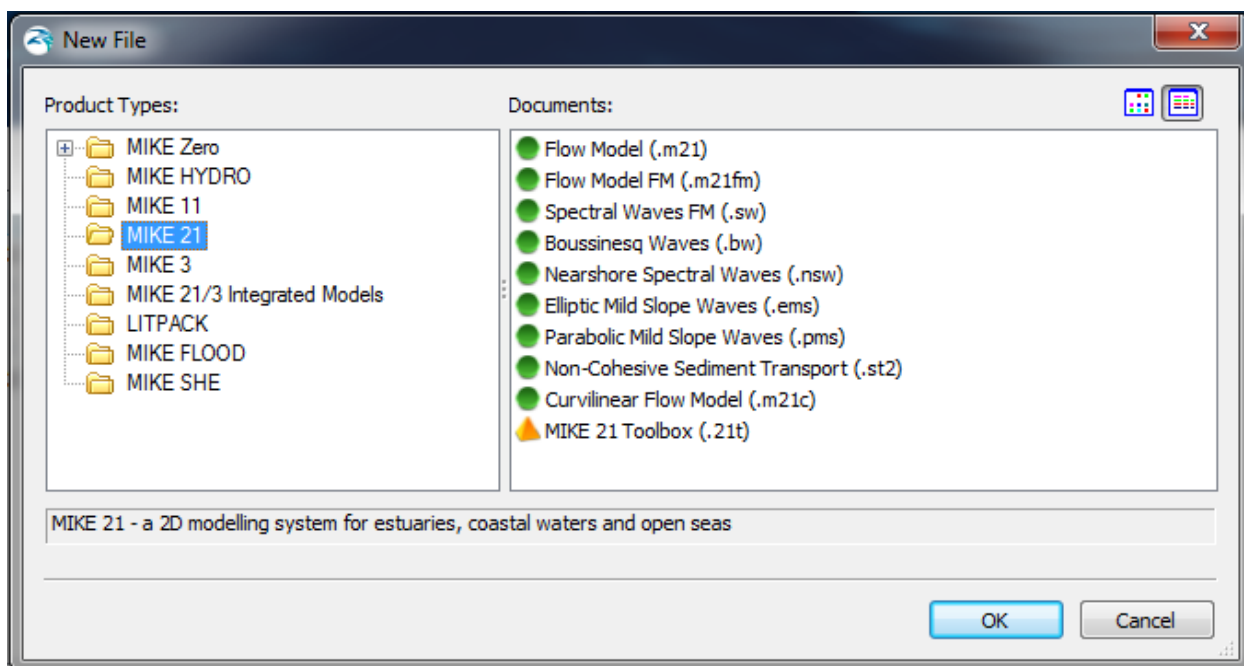 New File
Product Types:
MIKE Zero
MIKE HYDRO
MIKE 11
MIKE 21
MIKE 3
MIKE 21/3 Integrated Models
LITPACK
MIKE FLOOD
MIKE SHE
Documents:
Flow Model (.m21)
Flow Model FM (.m21fm)
Spectral Waves FM (.sw)
Boussinesq Waves (.bw)
Nearshore Spectral Waves (.nsw)
Elliptic Mild Slope Waves (.ems)
Parabolic Mild Slope Waves (.pms)
Non-Cohesive Sediment Transport (.st2)
Curvilinear Flow Model (.m21c)
MIKE 21 Toolbox (.21t)
MIKE 21 - a 2D modelling system for estuaries, coastal waters and open seas
OK
Cancel